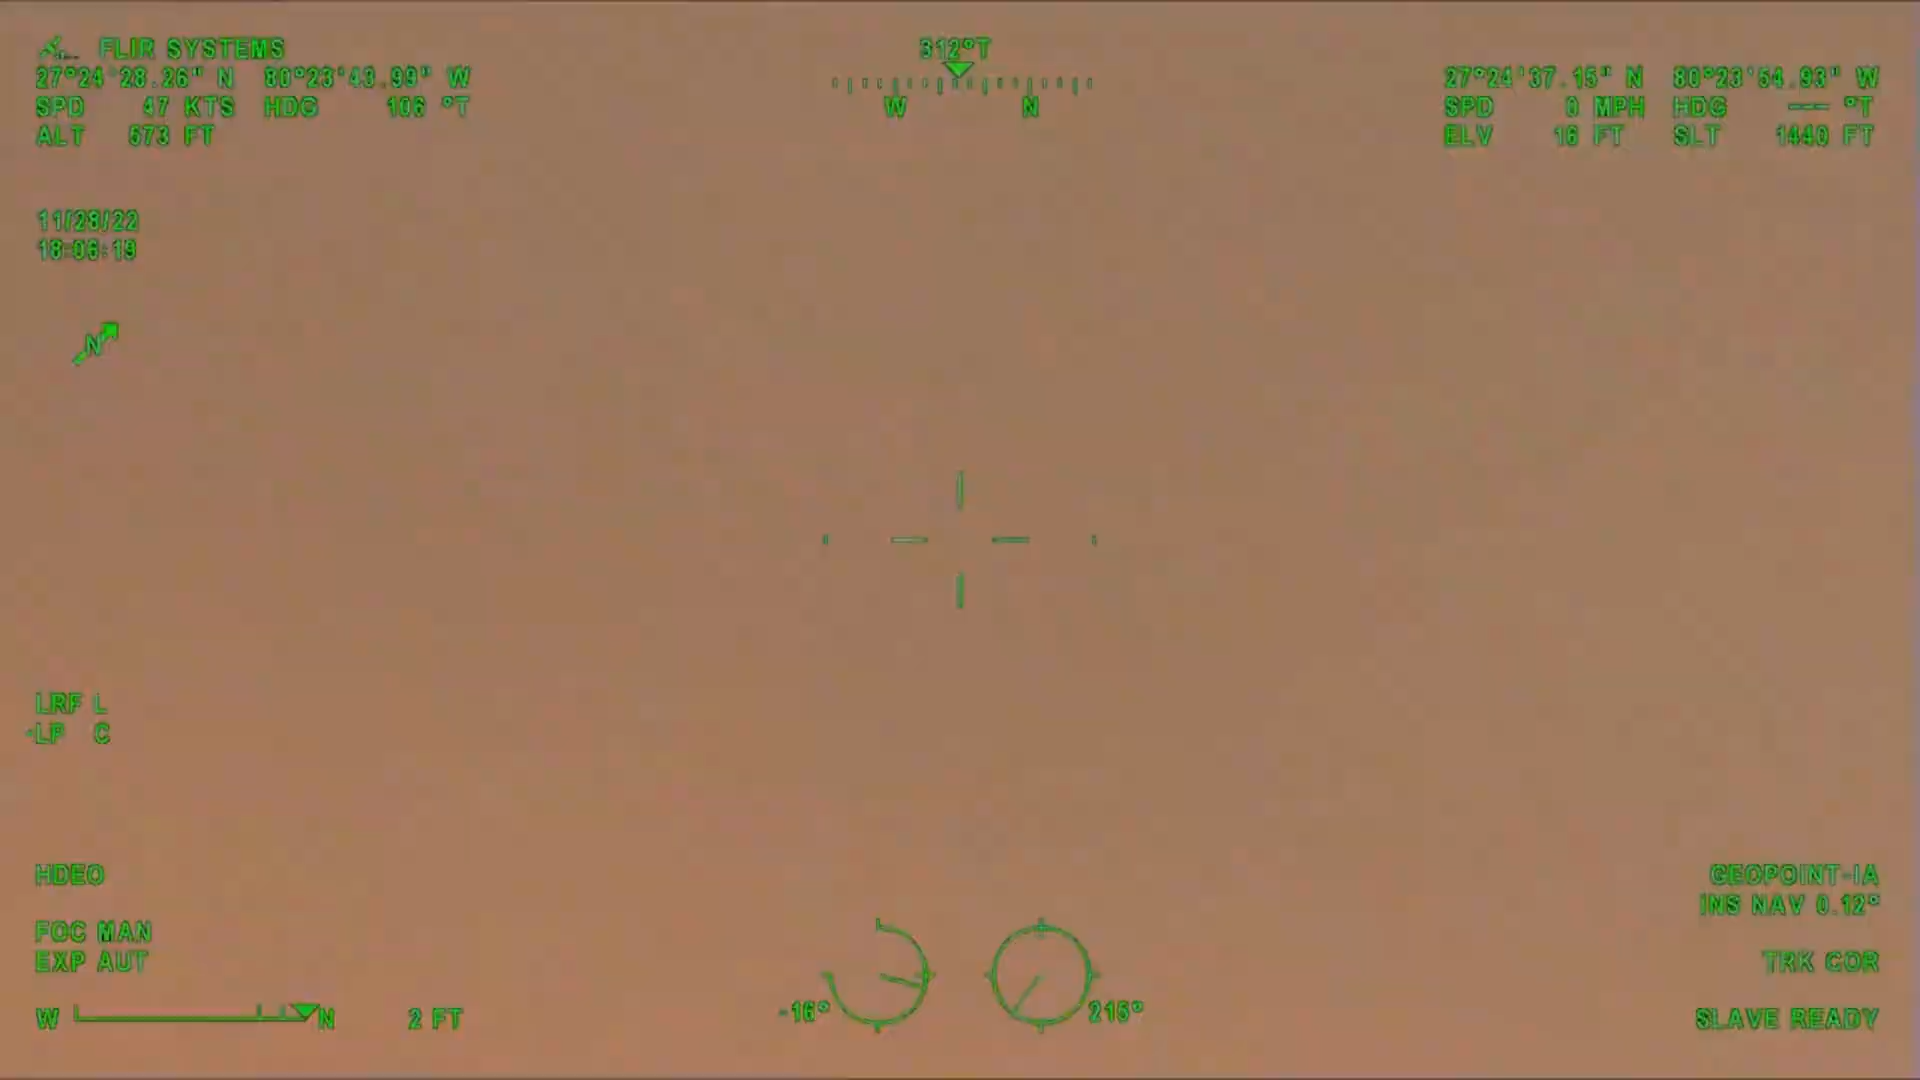 FLIR SYSTEMS
27°24'28.26" N 80°23'43.99" W
SPD 47 KTS HDG 106 °T
ALT 573 FT
312°T
W N
27°24'37.15" N 80°23'54.93" W
SPD 0 MPH HDG --- °T
ELV 16 FT SLT 1440 FT
11/28/22
18:06:19
N
LRF L
LP C
HDEO
FOC MAN
EXP AUT
W N 2 FT
-16° 215°
GEOPOINT-IA
INS NAV 0.12°
TRK COR
SLAVE READY